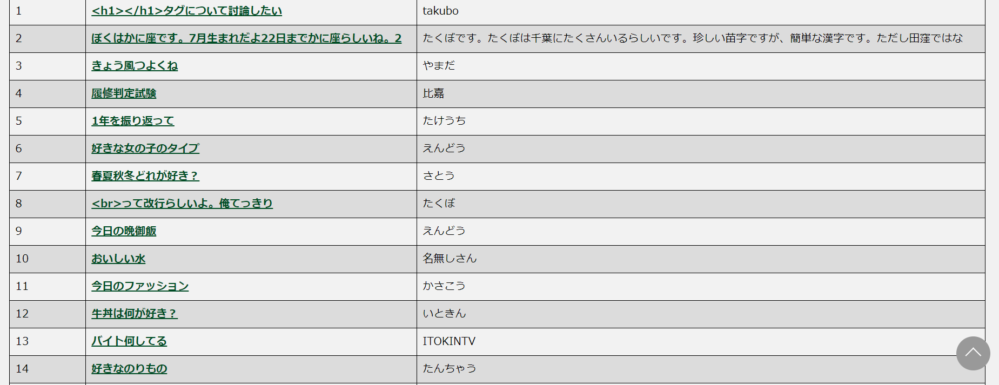 1 <h1></h1>タグについて討論したい takubo
2 ぼくはかに座です。7月生まれだよ22日までかに座らしいね。2 たくぼです。たくぼは千葉にたくさんいるらしいです。珍しい苗字ですが、簡単な漢字です。ただし田窪ではな
3 きょう風つよくね やまだ
4 履修判定試験 比嘉
5 1年を振り返って たけうち
6 好きな女の子のタイプ えんどう
7 春夏秋冬どれが好き？ さとう
8 <br>って改行らしいよ。俺てっきり たくぼ
9 今日の晩御飯 えんどう
10 おいしい水 名無しさん
11 今日のファッション かさこう
12 牛丼は何が好き？ いときん
13 バイト何してる ITOKINTV
14 好きなのりもの たんちゃう